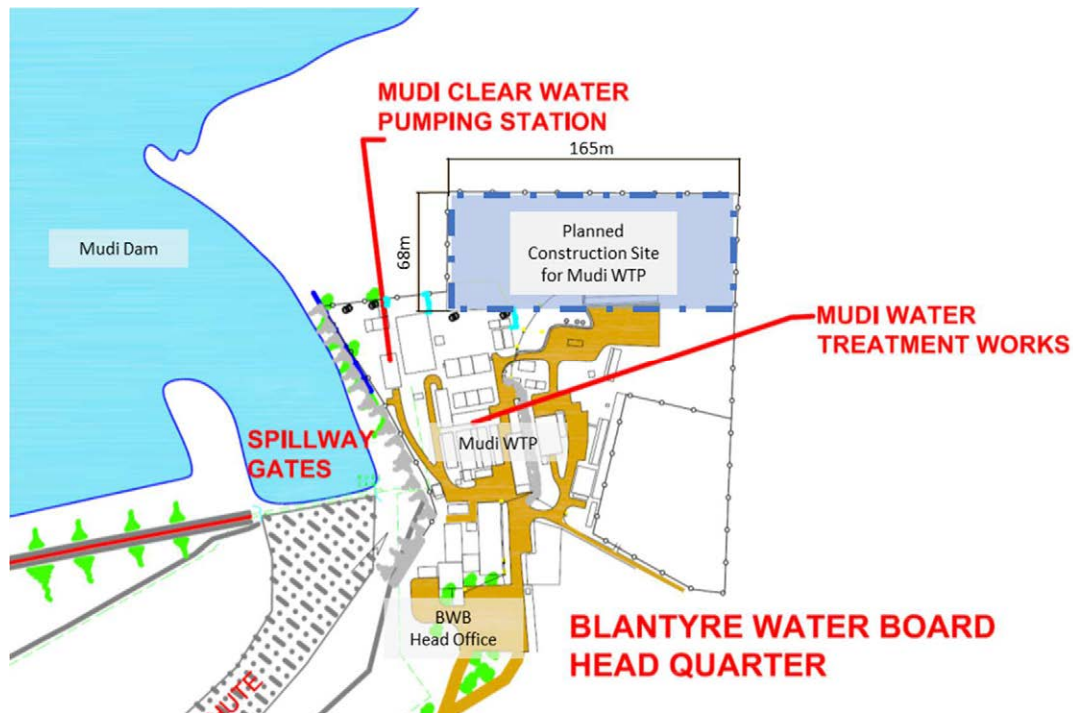 MUDI CLEAR WATER
PUMPING STATION
165m
68m
Planned
Construction Site
for Mudi WTP
Mudi Dam
MUDI WATER
TREATMENT WORKS
SPILLWAY
GATES
Mudi WTP
BWB
Head Office
BLANTYRE WATER BOARD
HEAD QUARTER